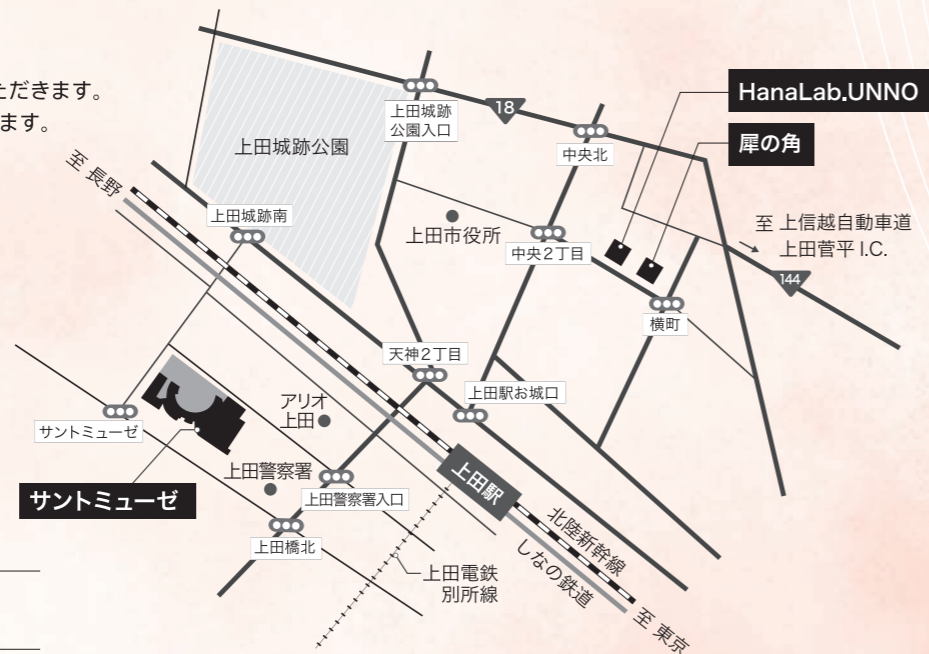 ただきます。
ます。
18
上田城跡
公園入口
HanaLab.UNNO
犀の角
中央北
上田城跡公園
至 長野
上田城跡南
上田市役所
中央2丁目
至 上信越自動車道
上田菅平 I.C.
144
横町
天神2丁目
上田駅お城口
アリオ
上田
サントミューゼ
上田警察署
上田駅
サントミューゼ
上田警察署入口
上田橋北
北陸新幹線
しなの鉄道
上田電鉄
別所線
至 東京